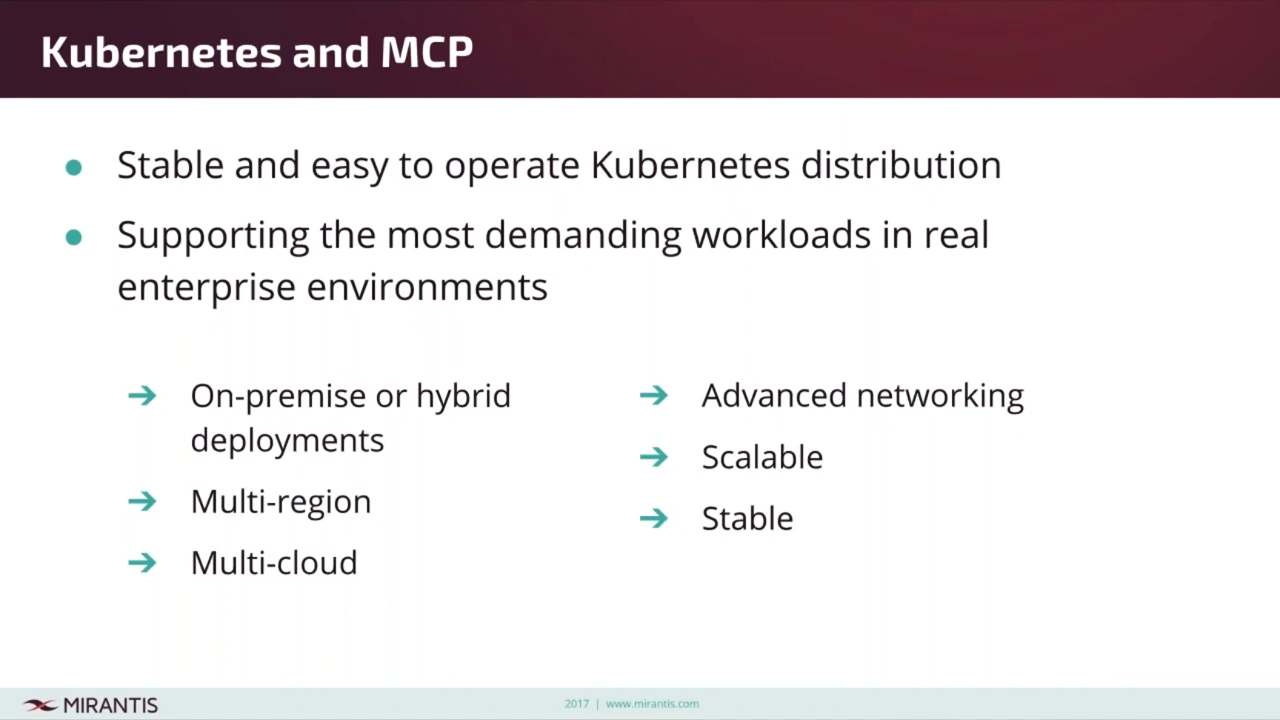 Kubernetes and MCP
● Stable and easy to operate Kubernetes distribution
● Supporting the most demanding workloads in real
enterprise environments
➔ On-premise or hybrid
deployments
➔ Multi-region
➔ Multi-cloud
➔ Advanced networking
➔ Scalable
➔ Stable
MIRANTIS
2017 | www.mirantis.com